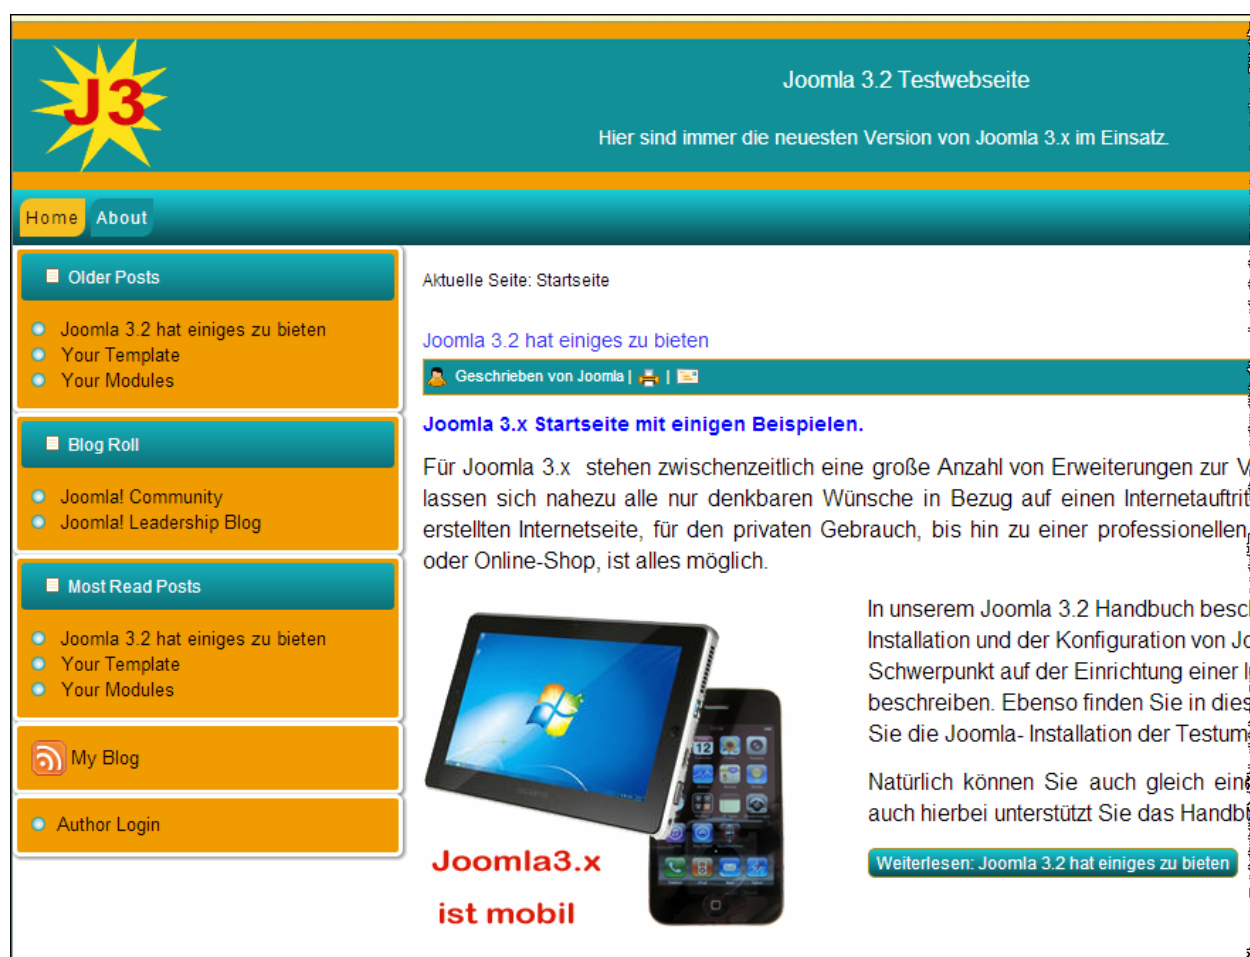 J3
Joomla 3.2 Testwebseite
Hier sind immer die neuesten Version von Joomla 3.x im Einsatz.
Home About
Older Posts
Joomla 3.2 hat einiges zu bieten
Your Template
Your Modules
Blog Roll
Joomla! Community
Joomla! Leadership Blog
Most Read Posts
Joomla 3.2 hat einiges zu bieten
Your Template
Your Modules
My Blog
Author Login
Aktuelle Seite: Startseite
Joomla 3.2 hat einiges zu bieten
Geschrieben von Joomla | |
Joomla 3.x Startseite mit einigen Beispielen.
Für Joomla 3.x stehen zwischenzeitlich eine große Anzahl von Erweiterungen zur
lassen sich nahezu alle nur denkbaren Wünsche in Bezug auf einen
erstellten Internetseite, für den privaten Gebrauch, bis hin zu einer professionellen,
oder Online-Shop, ist alles möglich.
In unserem Joomla 3.2 Handbuch
Installation und der Konfiguration von
Schwerpunkt auf der Einrichtung einer
beschreiben. Ebenso finden Sie in
Sie die Joomla- Installation der
Natürlich können Sie auch gleich
auch hierbei unterstützt Sie das
Weiterlesen: Joomla 3.2 hat einiges zu bieten
12
Joomla3.x
ist mobil